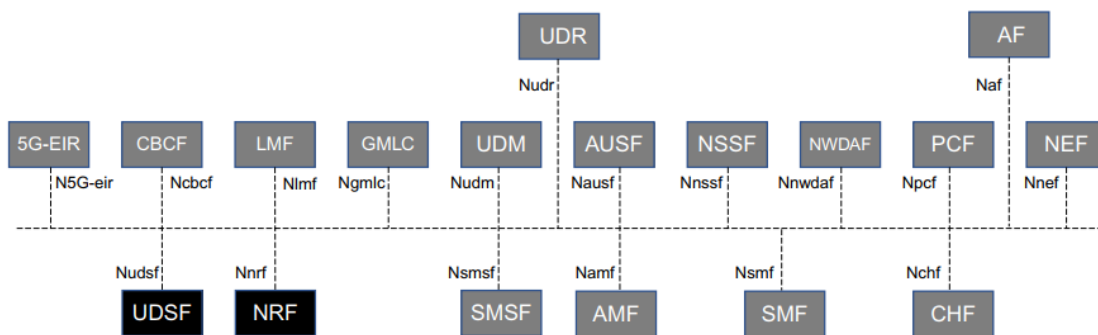 UDR
AF
Nudr
Naf
5G-EIR
CBCF
LMF
GMLC
UDM
AUSF
NSSF
NWDAF
PCF
NEF
N5G-eir
Ncbcf
Nlmf
Ngmlc
Nudm
Nausf
Nnssf
Nnwdaf
Npcf
Nnef
Nudsf
Nnrf
Nsmsf
Namf
Nsmf
Nchf
UDSF
NRF
SMSF
AMF
SMF
CHF